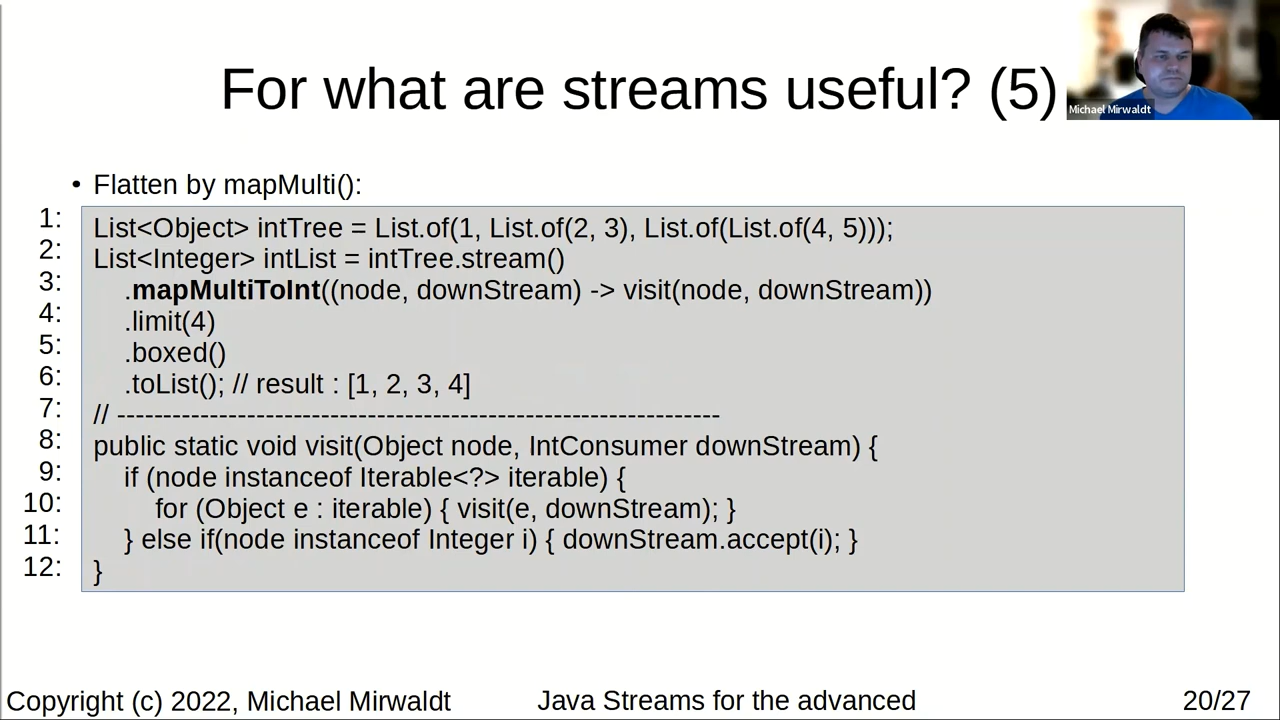 For what are streams useful? (5)
Michael Mirwaldt
• Flatten by mapMulti():
1: List<Object> intTree = List.of(1, List.of(2, 3), List.of(List.of(4, 5)));
2: List<Integer> intList = intTree.stream()
3: .mapMultiToInt((node, downStream) -> visit(node, downStream))
4: .limit(4)
5: .boxed()
6: .toList(); // result : [1, 2, 3, 4]
7: // -----------------------------------------------------------------
8: public static void visit(Object node, IntConsumer downStream) {
9: if (node instanceof Iterable<?> iterable) {
10: for (Object e : iterable) { visit(e, downStream); }
11: } else if(node instanceof Integer i) { downStream.accept(i); }
12: }
Copyright (c) 2022, Michael Mirwaldt Java Streams for the advanced 20/27